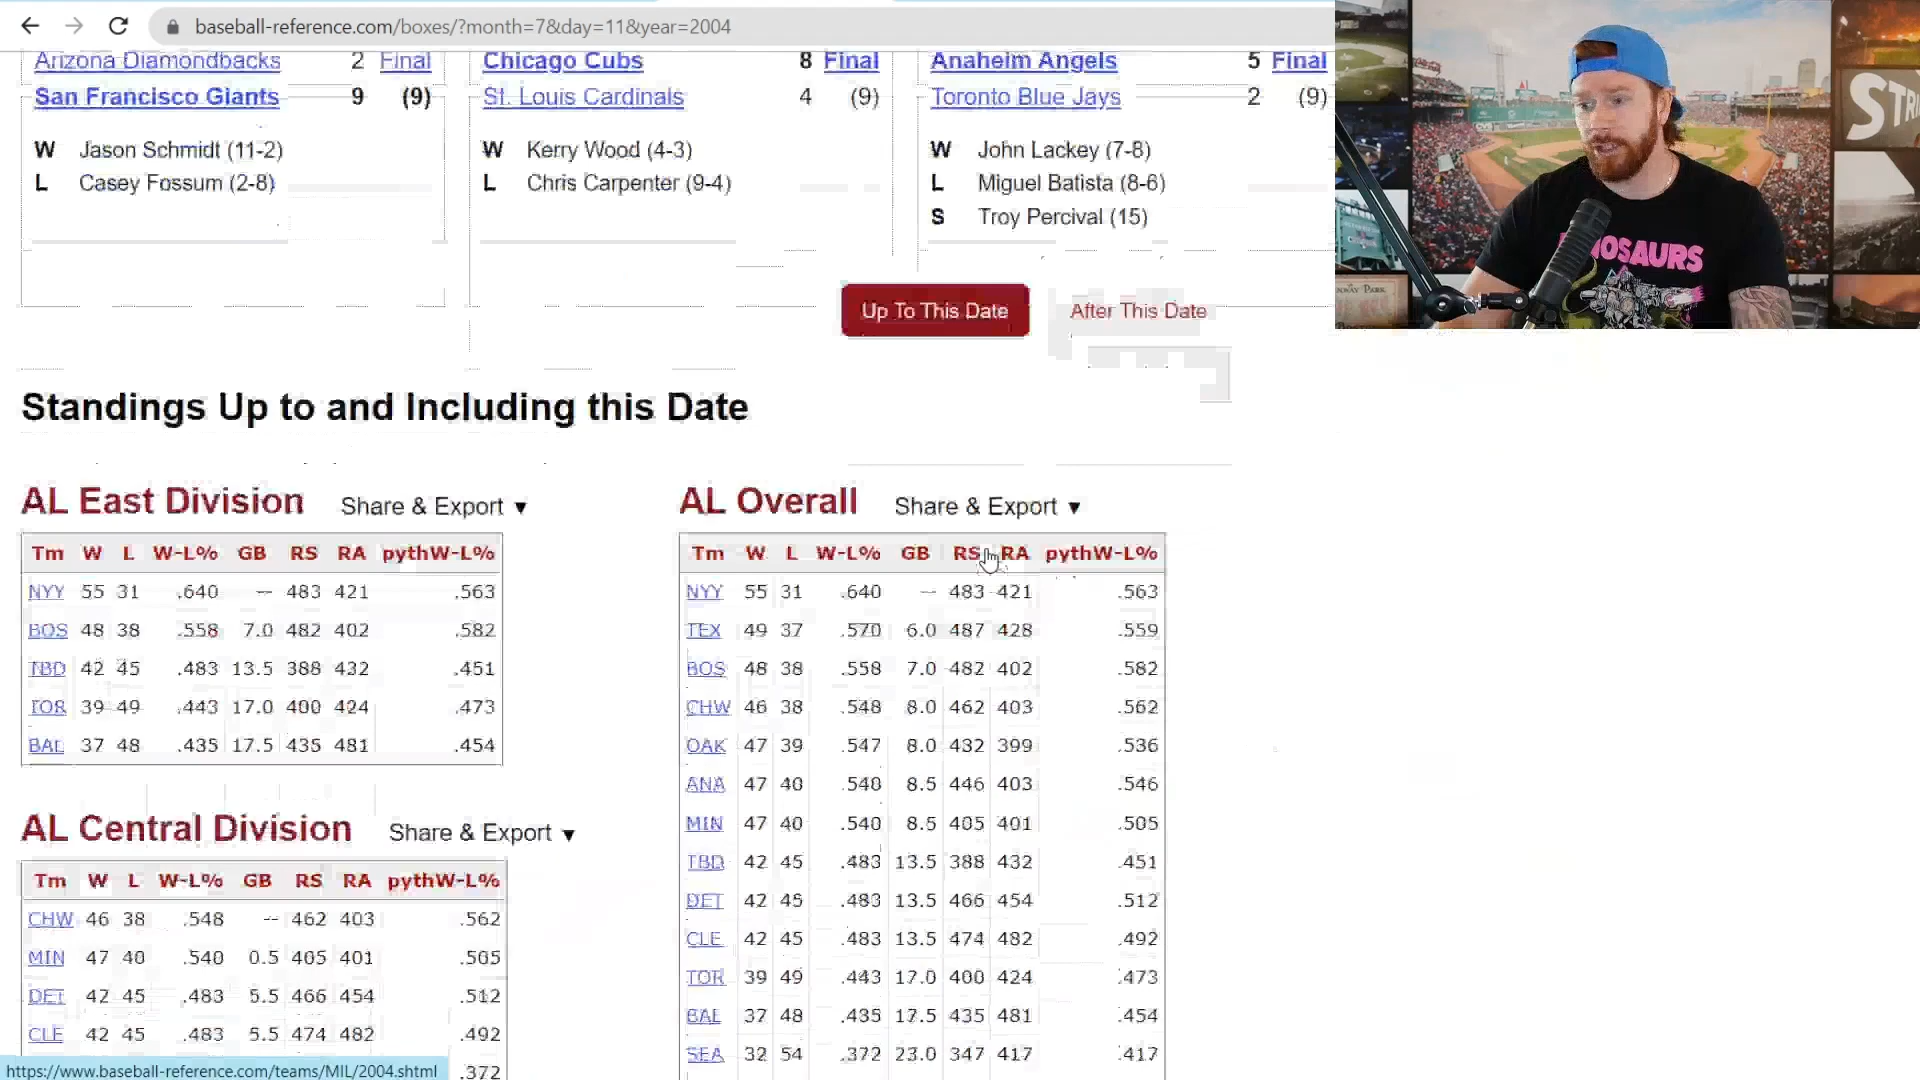 baseball-reference.com/boxes/?month=7&day=11&year=2004
Arizona Diamondbacks 2 Final
San Francisco Giants 9 (9)
W Jason Schmidt (11-2)
L Casey Fossum (2-8)
Chicago Cubs 8 Final
St. Louis Cardinals 4 (9)
W Kerry Wood (4-3)
L Chris Carpenter (9-4)
Anaheim Angels 5 Final
Toronto Blue Jays 2 (9)
W John Lackey (7-8)
L Miguel Batista (8-6)
S Troy Percival (15)
STR
NOSAURS
PARK
Up To This Date After This Date
Standings Up to and Including this Date
AL East Division Share & Export ▼
Tm W L W-L% GB RS RA pythW-L%
NYY 55 31 .640 -- 483 421 .563
BOS 48 38 .558 7.0 482 402 .582
TBD 42 45 .483 13.5 388 432 .451
TOR 39 49 .443 17.0 400 424 .473
BAL 37 48 .435 17.5 435 481 .454
AL Central Division Share & Export ▼
Tm W L W-L% GB RS RA pythW-L%
CHW 46 38 .548 -- 462 403 .562
MIN 47 40 .540 0.5 405 401 .505
DET 42 45 .483 5.5 466 454 .512
CLE 42 45 .483 5.5 474 482 .492
.372
AL Overall Share & Export ▼
Tm W L W-L% GB RS RA pythW-L%
NYY 55 31 .640 -- 483 421 .563
TEX 49 37 .570 6.0 487 428 .559
BOS 48 38 .558 7.0 482 402 .582
CHW 46 38 .548 8.0 462 403 .562
OAK 47 39 .547 8.0 432 399 .536
ANA 47 40 .540 8.5 446 403 .546
MIN 47 40 .540 8.5 405 401 .505
TBD 42 45 .483 13.5 388 432 .451
DET 42 45 .483 13.5 466 454 .512
CLE 42 45 .483 13.5 474 482 .492
TOR 39 49 .443 17.0 400 424 .473
BAL 37 48 .435 17.5 435 481 .454
SEA 32 54 .372 23.0 347 417 .417
https://www.baseball-reference.com/teams/MIL/2004.shtml